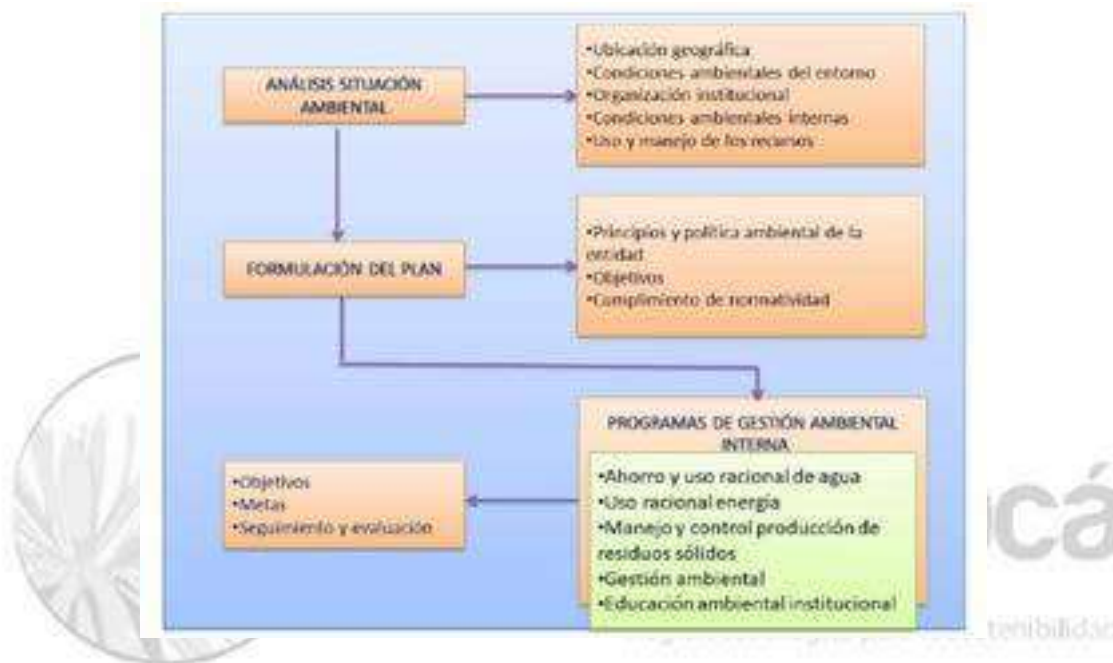 ANÁLISIS SITUACIÓN
AMBIENTAL
•Ubicación geográfica
•Condiciones ambientales del entorno
•Organización institucional
•Condiciones ambientales internas
•Uso y manejo de los recursos
FORMULACIÓN DEL PLAN
•Principios y política ambiental de la
entidad
•Objetivos
•Cumplimiento de normatividad
PROGRAMAS DE GESTIÓN AMBIENTAL
INTERNA
•Ahorro y uso racional de agua
•Uso racional energía
•Manejo y control producción de
residuos sólidos
•Gestión ambiental
•Educación ambiental institucional
•Objetivos
•Metas
•Seguimiento y evaluación
cá
tenibilidad